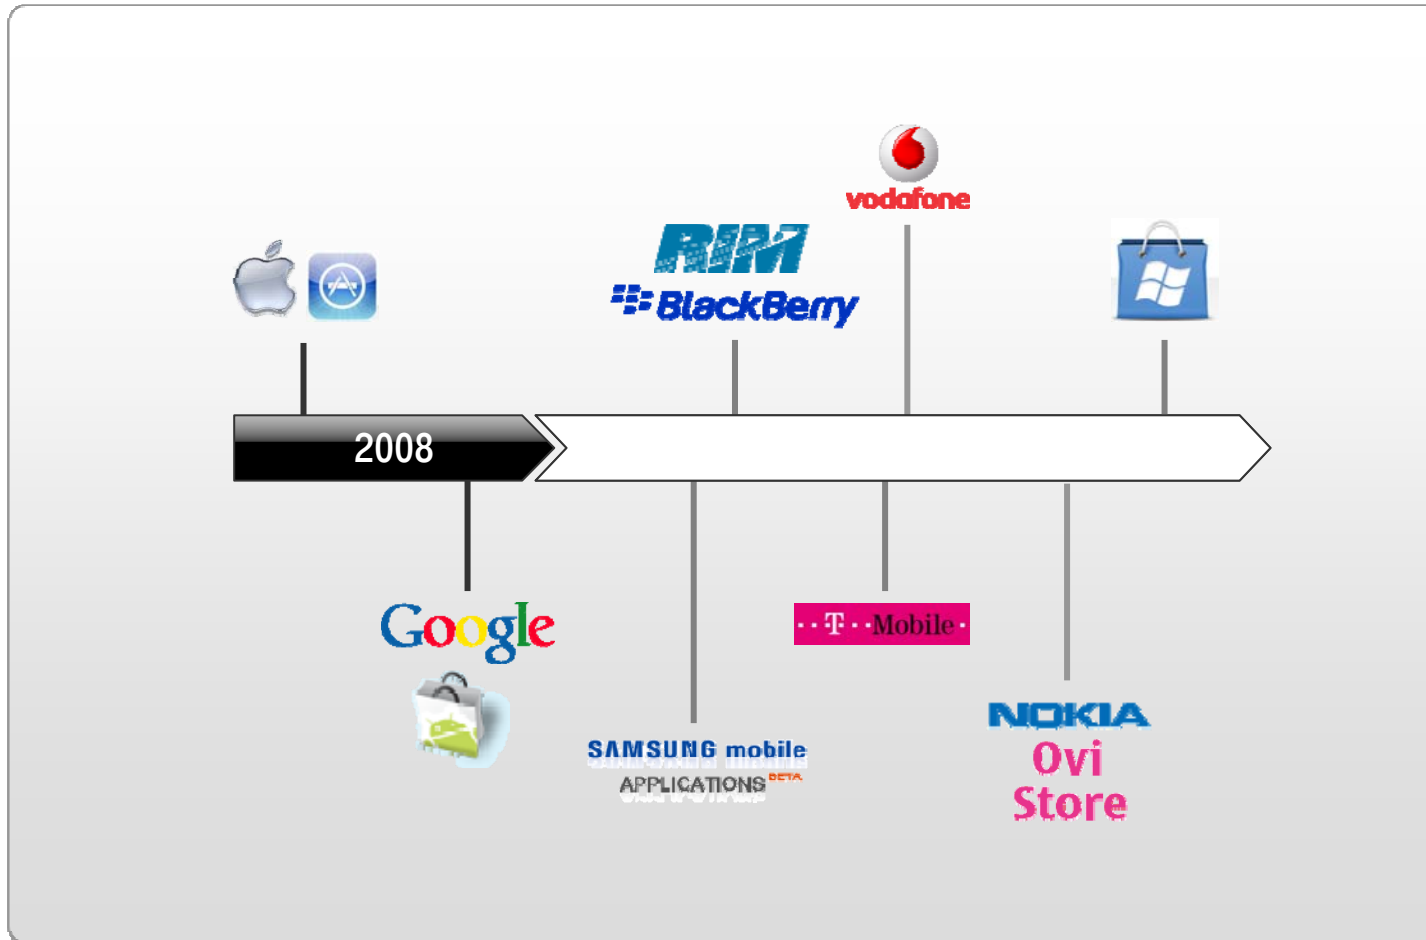 vodafone
RIM
BlackBerry
2008
Google
··T··Mobile·
SAMSUNG mobile
APPLICATIONS BETA
NOKIA
Ovi
Store